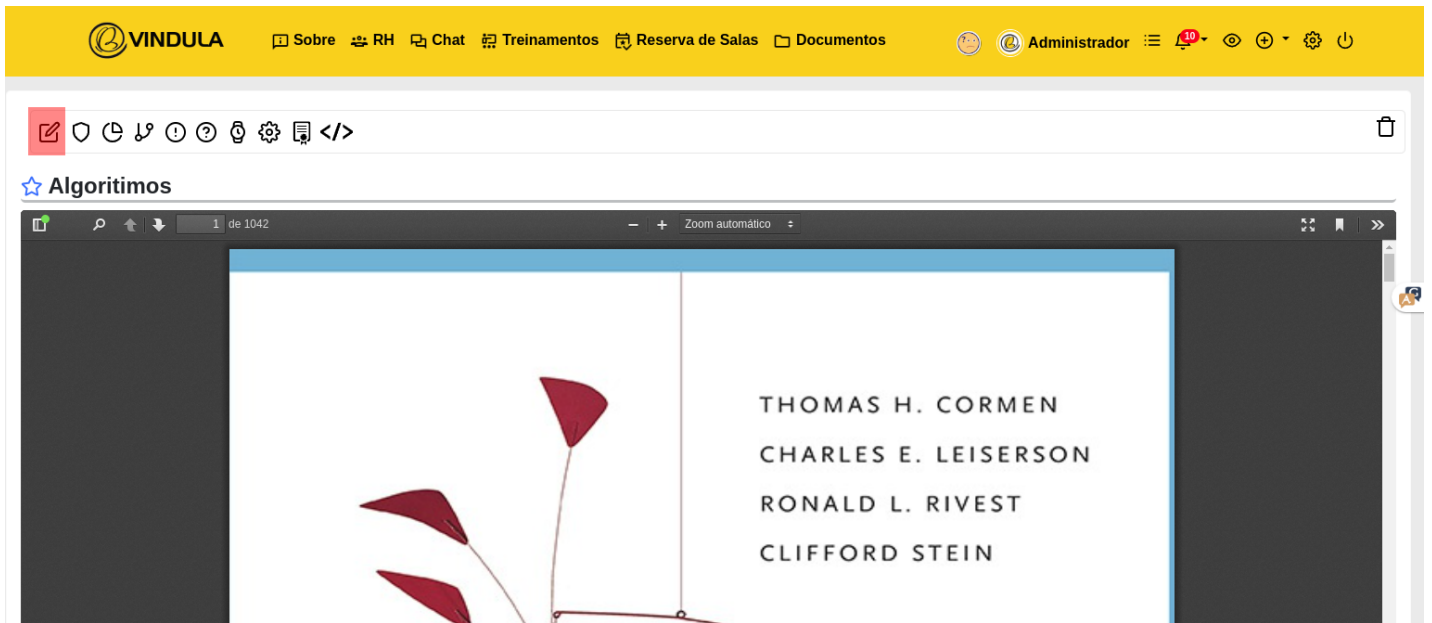 VINDULA Sobre RH Chat Treinamentos Reserva de Salas Documentos Administrador 10
Algoritimos
1 de 1042 Zoom automático
THOMAS H. CORMEN
CHARLES E. LEISERSON
RONALD L. RIVEST
CLIFFORD STEIN